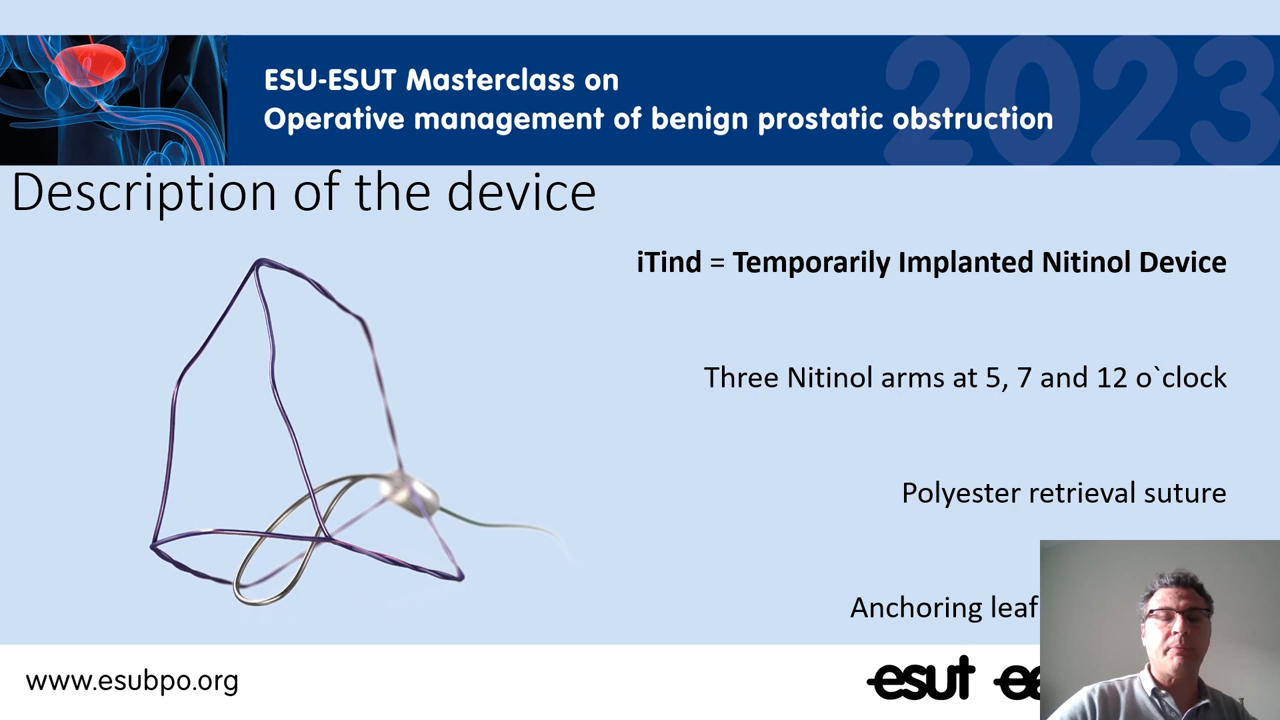 2023
ESU-ESUT Masterclass on
Operative management of benign prostatic obstruction
Description of the device
iTind = Temporarily Implanted Nitinol Device
Three Nitinol arms at 5, 7 and 12 o`clock
Polyester retrieval suture
Anchoring leaf
www.esubpo.org
esut